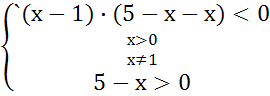 `(x − 1) · (5 − x − x) < 0
x>0
x≠1
5 − x > 0